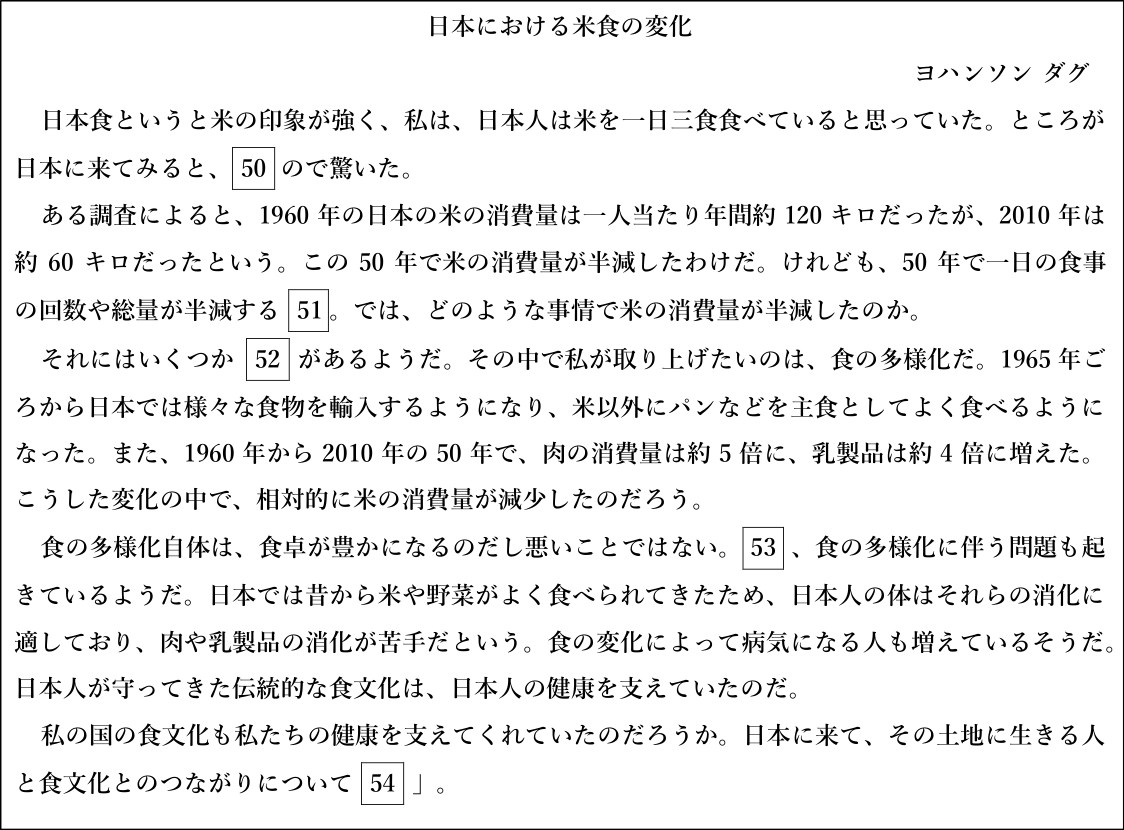 日本における米食の変化
ヨハンソン ダグ
日本食というと米の印象が強く、私は、日本人は米を一日三食食べていると思っていた。ところが
日本に来てみると、 50 ので驚いた。
ある調査によると、1960 年の日本の米の消費量は一人当たり年間約 120 キロだったが、2010 年は
約 60 キロだったという。この 50 年で米の消費量が半減したわけだ。けれども、50 年で一日の食事
の回数や総量が半減する 51 。では、どのような事情で米の消費量が半減したのか。
それにはいくつか 52 があるようだ。その中で私が取り上げたいのは、食の多様化だ。1965 年ご
ろから日本では様々な食物を輸入するようになり、米以外にパンなどを主食としてよく食べるように
なった。また、1960 年から 2010 年の 50 年で、肉の消費量は約 5 倍に、乳製品は約 4 倍に増えた。
こうした変化の中で、相対的に米の消費量が減少したのだろう。
食の多様化自体は、食卓が豊かになるのだし悪いことではない。 53 、食の多様化に伴う問題も起
きているようだ。日本では昔から米や野菜がよく食べられてきたため、日本人の体はそれらの消化に
適しており、肉や乳製品の消化が苦手だという。食の変化によって病気になる人も増えているそうだ。
日本人が守ってきた伝統的な食文化は、日本人の健康を支えていたのだ。
私の国の食文化も私たちの健康を支えてくれていたのだろうか。日本に来て、その土地に生きる人
と食文化とのつながりについて 54 」。